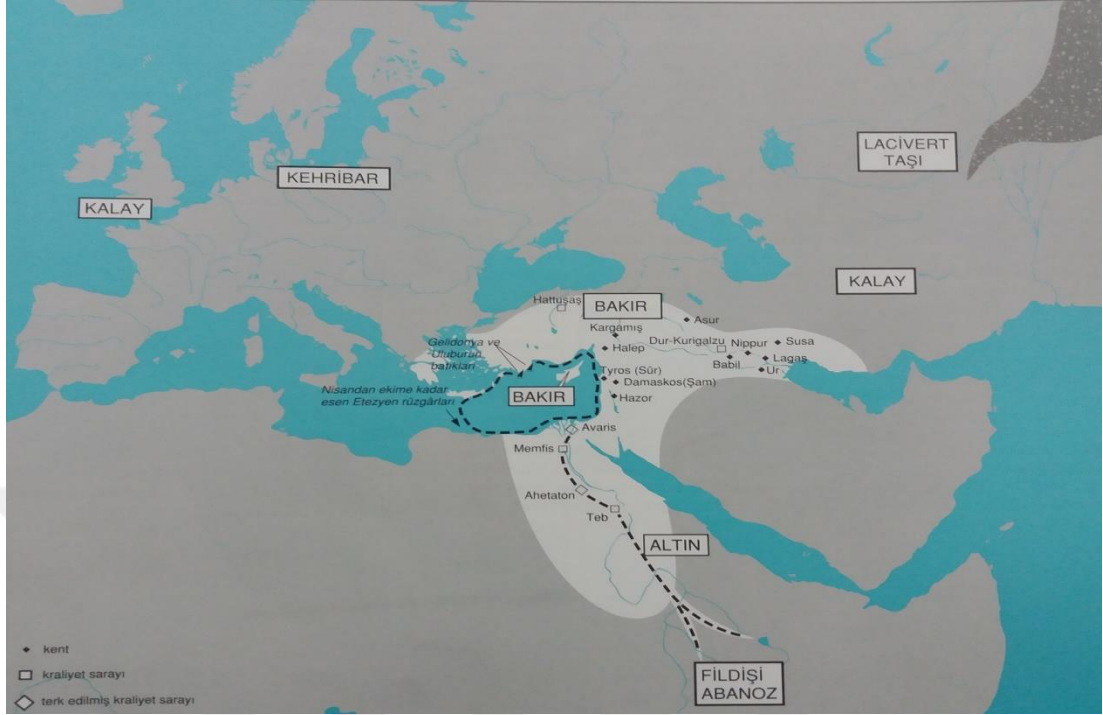 KEHRİBAR
LACİVERT
TAŞI
KALAY
KALAY
Hattuşaş
BAKIR
Asur
Kargamış
Gelidonya ve
Uluburun
batıkları
Halep
Dur-Kurigalzu
Nippur
Susa
Babil
Lagaş
Ur
Tyros (Sûr)
Damaskos(Şam)
Hazor
Nisandan ekime kadar
esen Etezyen rüzgârları
BAKIR
Avaris
Memfis
Ahetaton
Teb
ALTIN
FİLDİŞİ
ABANOZ
kent
kraliyet sarayı
terk edilmiş kraliyet sarayı